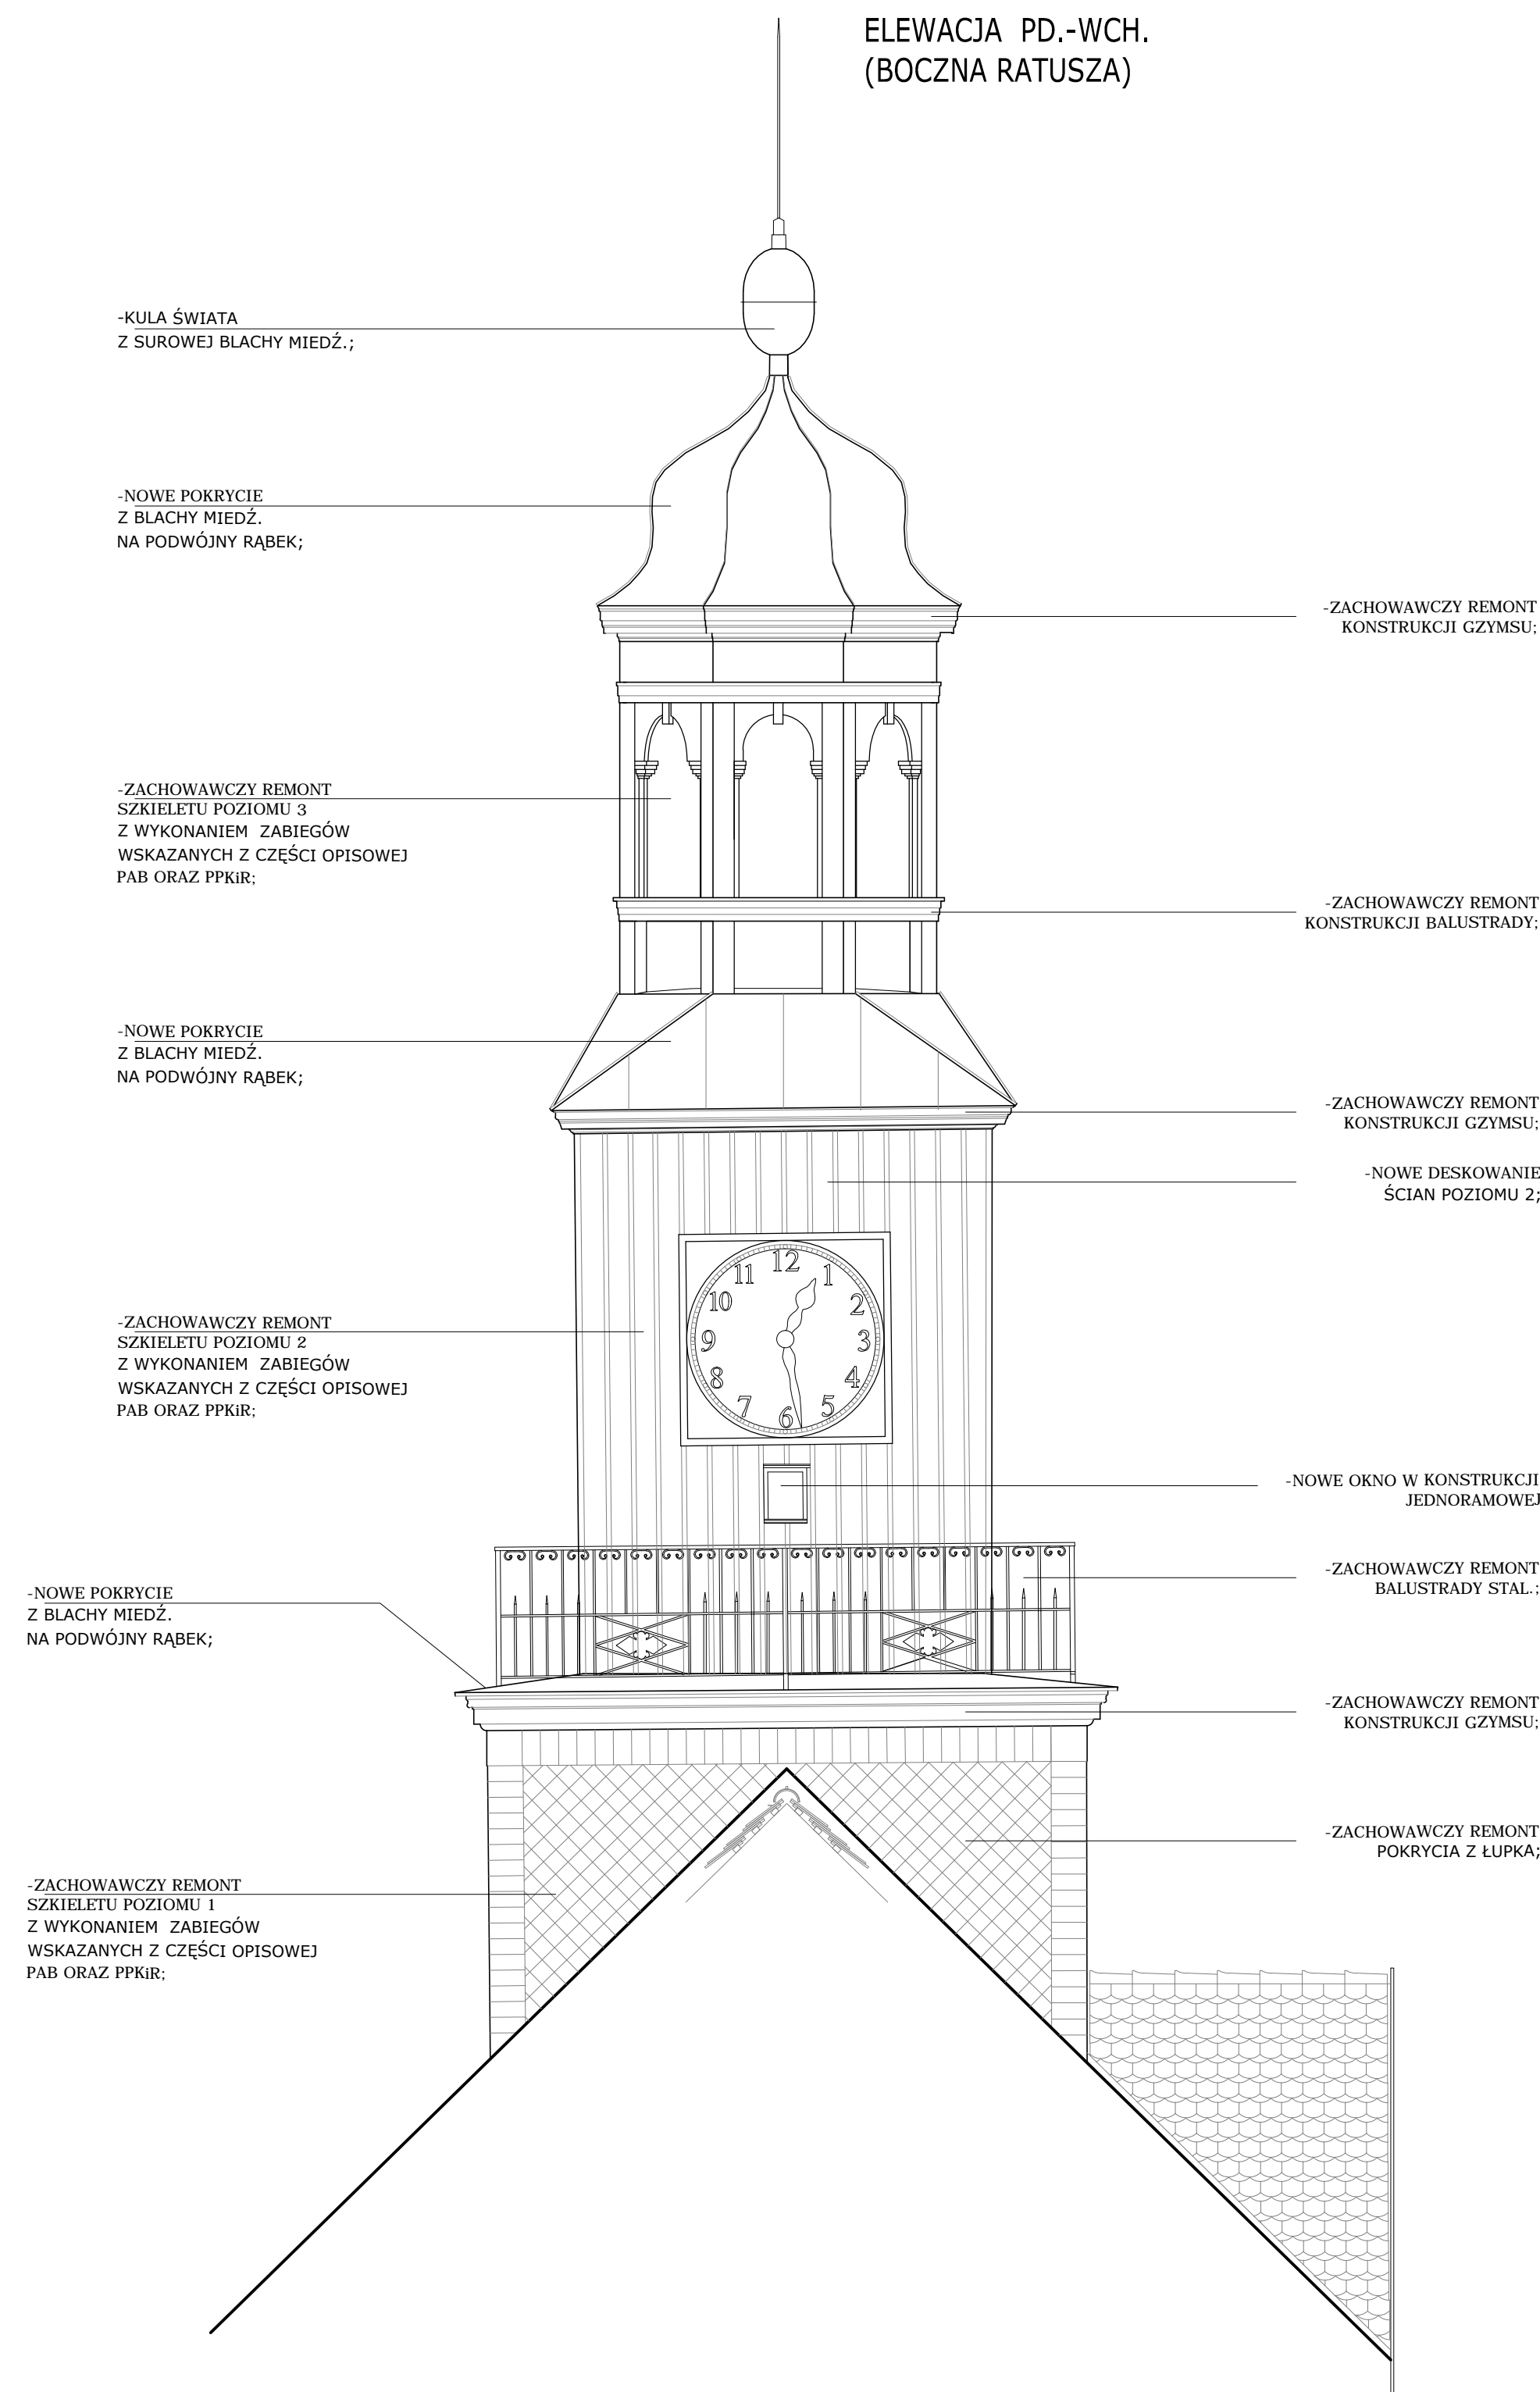 ELEWACJA PD.-WCH.
(BOCZNA RATUSZA)
-KULA ŚWIATA
Z SUROWEJ BLACHY MIEDŹ.;
-NOWE POKRYCIE
Z BLACHY MIEDŹ.
NA PODWÓJNY RĄBEK;
-ZACHOWAWCZY REMONT
KONSTRUKCJI GZYMSU;
-ZACHOWAWCZY REMONT
SZKIELETU POZIOMU 3
Z WYKONANIEM ZABIEGÓW
WSKAZANYCH Z CZĘŚCI OPISOWEJ
PAB ORAZ PPKiR;
-ZACHOWAWCZY REMONT
KONSTRUKCJI BALUSTRADY;
-NOWE POKRYCIE
Z BLACHY MIEDŹ.
NA PODWÓJNY RĄBEK;
-ZACHOWAWCZY REMONT
KONSTRUKCJI GZYMSU;
-NOWE DESKOWANIE
ŚCIAN POZIOMU 2;
12
1
2
3
4
5
6
7
8
9
10
11
-ZACHOWAWCZY REMONT
SZKIELETU POZIOMU 2
Z WYKONANIEM ZABIEGÓW
WSKAZANYCH Z CZĘŚCI OPISOWEJ
PAB ORAZ PPKiR;
-NOWE OKNO W KONSTRUKCJI
JEDNORAMOWEJ
-ZACHOWAWCZY REMONT
BALUSTRADY STAL.;
-NOWE POKRYCIE
Z BLACHY MIEDŹ.
NA PODWÓJNY RĄBEK;
-ZACHOWAWCZY REMONT
KONSTRUKCJI GZYMSU;
-ZACHOWAWCZY REMONT
POKRYCIA Z ŁUPKA;
-ZACHOWAWCZY REMONT
SZKIELETU POZIOMU 1
Z WYKONANIEM ZABIEGÓW
WSKAZANYCH Z CZĘŚCI OPISOWEJ
PAB ORAZ PPKiR;